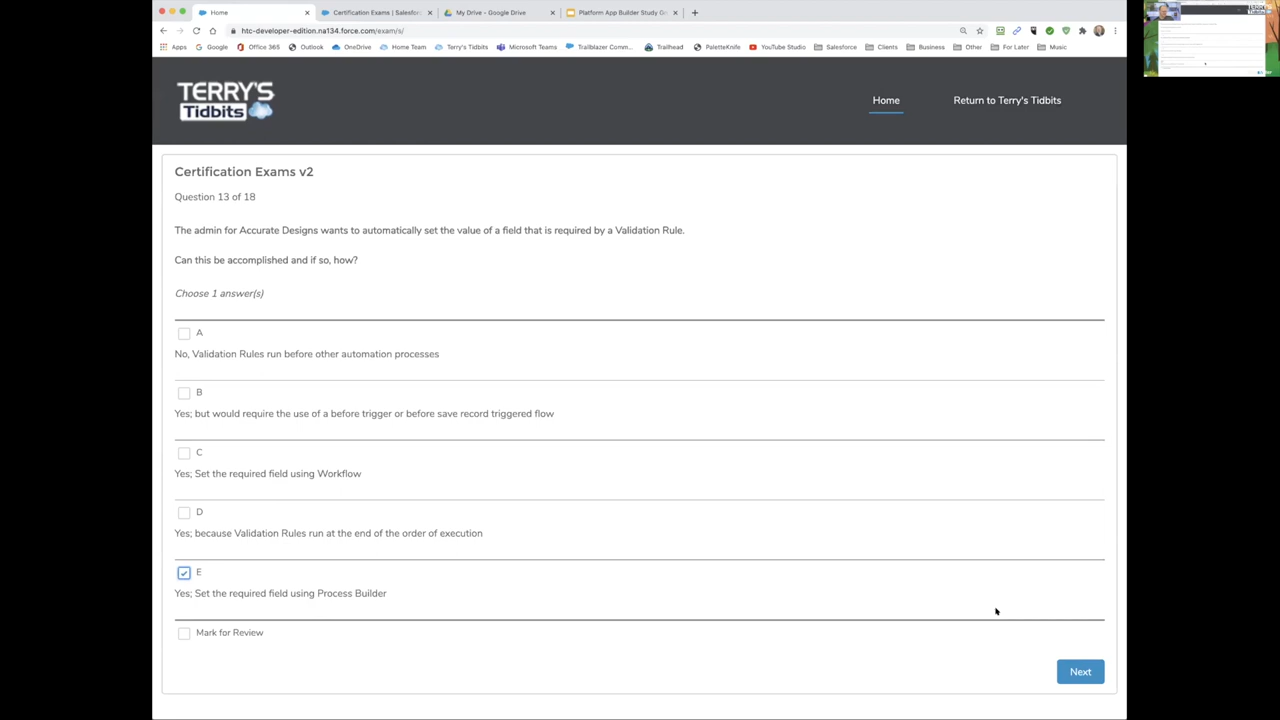 Home
Certification Exams | Salesforc
My Drive - Google Drive
Platform App Builder Study Gu
htc-developer-edition.na134.force.com/exam/s/
Apps
Google
Office 365
Outlook
OneDrive
Home Team
Terry's Tidbits
Microsoft Teams
Trailblazer Comm...
Trailhead
PaletteKnife
YouTube Studio
Salesforce
Clients
Business
Other
For Later
Music
TERRY'S
Tidbits
Home
Return to Terry's Tidbits
Certification Exams v2
Question 13 of 18
The admin for Accurate Designs wants to automatically set the value of a field that is required by a Validation Rule.
Can this be accomplished and if so, how?
Choose 1 answer(s)
A
No, Validation Rules run before other automation processes
B
Yes; but would require the use of a before trigger or before save record triggered flow
C
Yes; Set the required field using Workflow
D
Yes; because Validation Rules run at the end of the order of execution
E
Yes; Set the required field using Process Builder
Mark for Review
Next